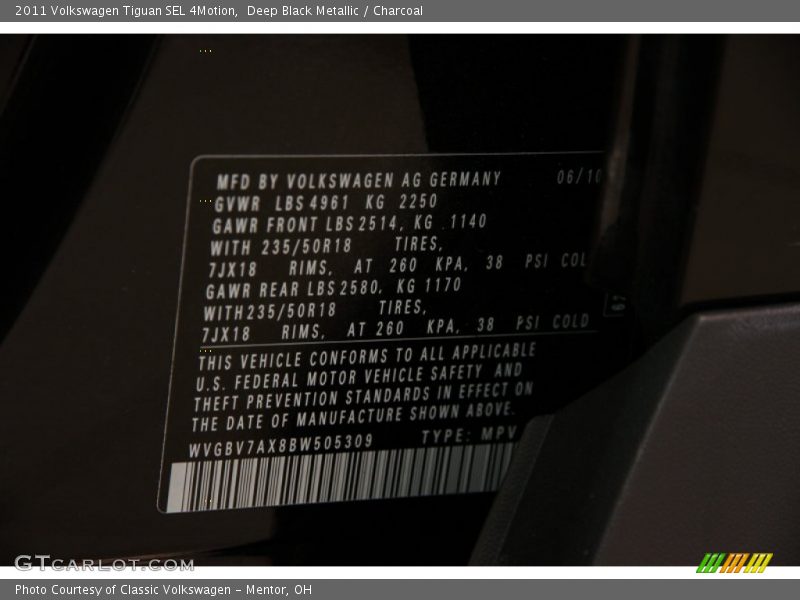 2011 Volkswagen Tiguan SEL 4Motion,  Deep Black Metallic / Charcoal
MFD BY VOLKSWAGEN AG GERMANY 06/10
GVWR LBS 4961 KG 2250
GAWR FRONT LBS 2514, KG 1140
WITH 235/50R18 TIRES,
7JX18 RIMS, AT 260 KPA, 38 PSI COL
GAWR REAR LBS 2580, KG 1170
WITH 235/50R18 TIRES,
7JX18 RIMS, AT 260 KPA, 38 PSI COLD
67
THIS VEHICLE CONFORMS TO ALL APPLICABLE
U.S. FEDERAL MOTOR VEHICLE SAFETY AND
THEFT PREVENTION STANDARDS IN EFFECT ON
THE DATE OF MANUFACTURE SHOWN ABOVE.
WVGBV7AX8BW505309 TYPE: MPV
GTCARLOT.COM
Photo Courtesy of Classic Volkswagen - Mentor, OH